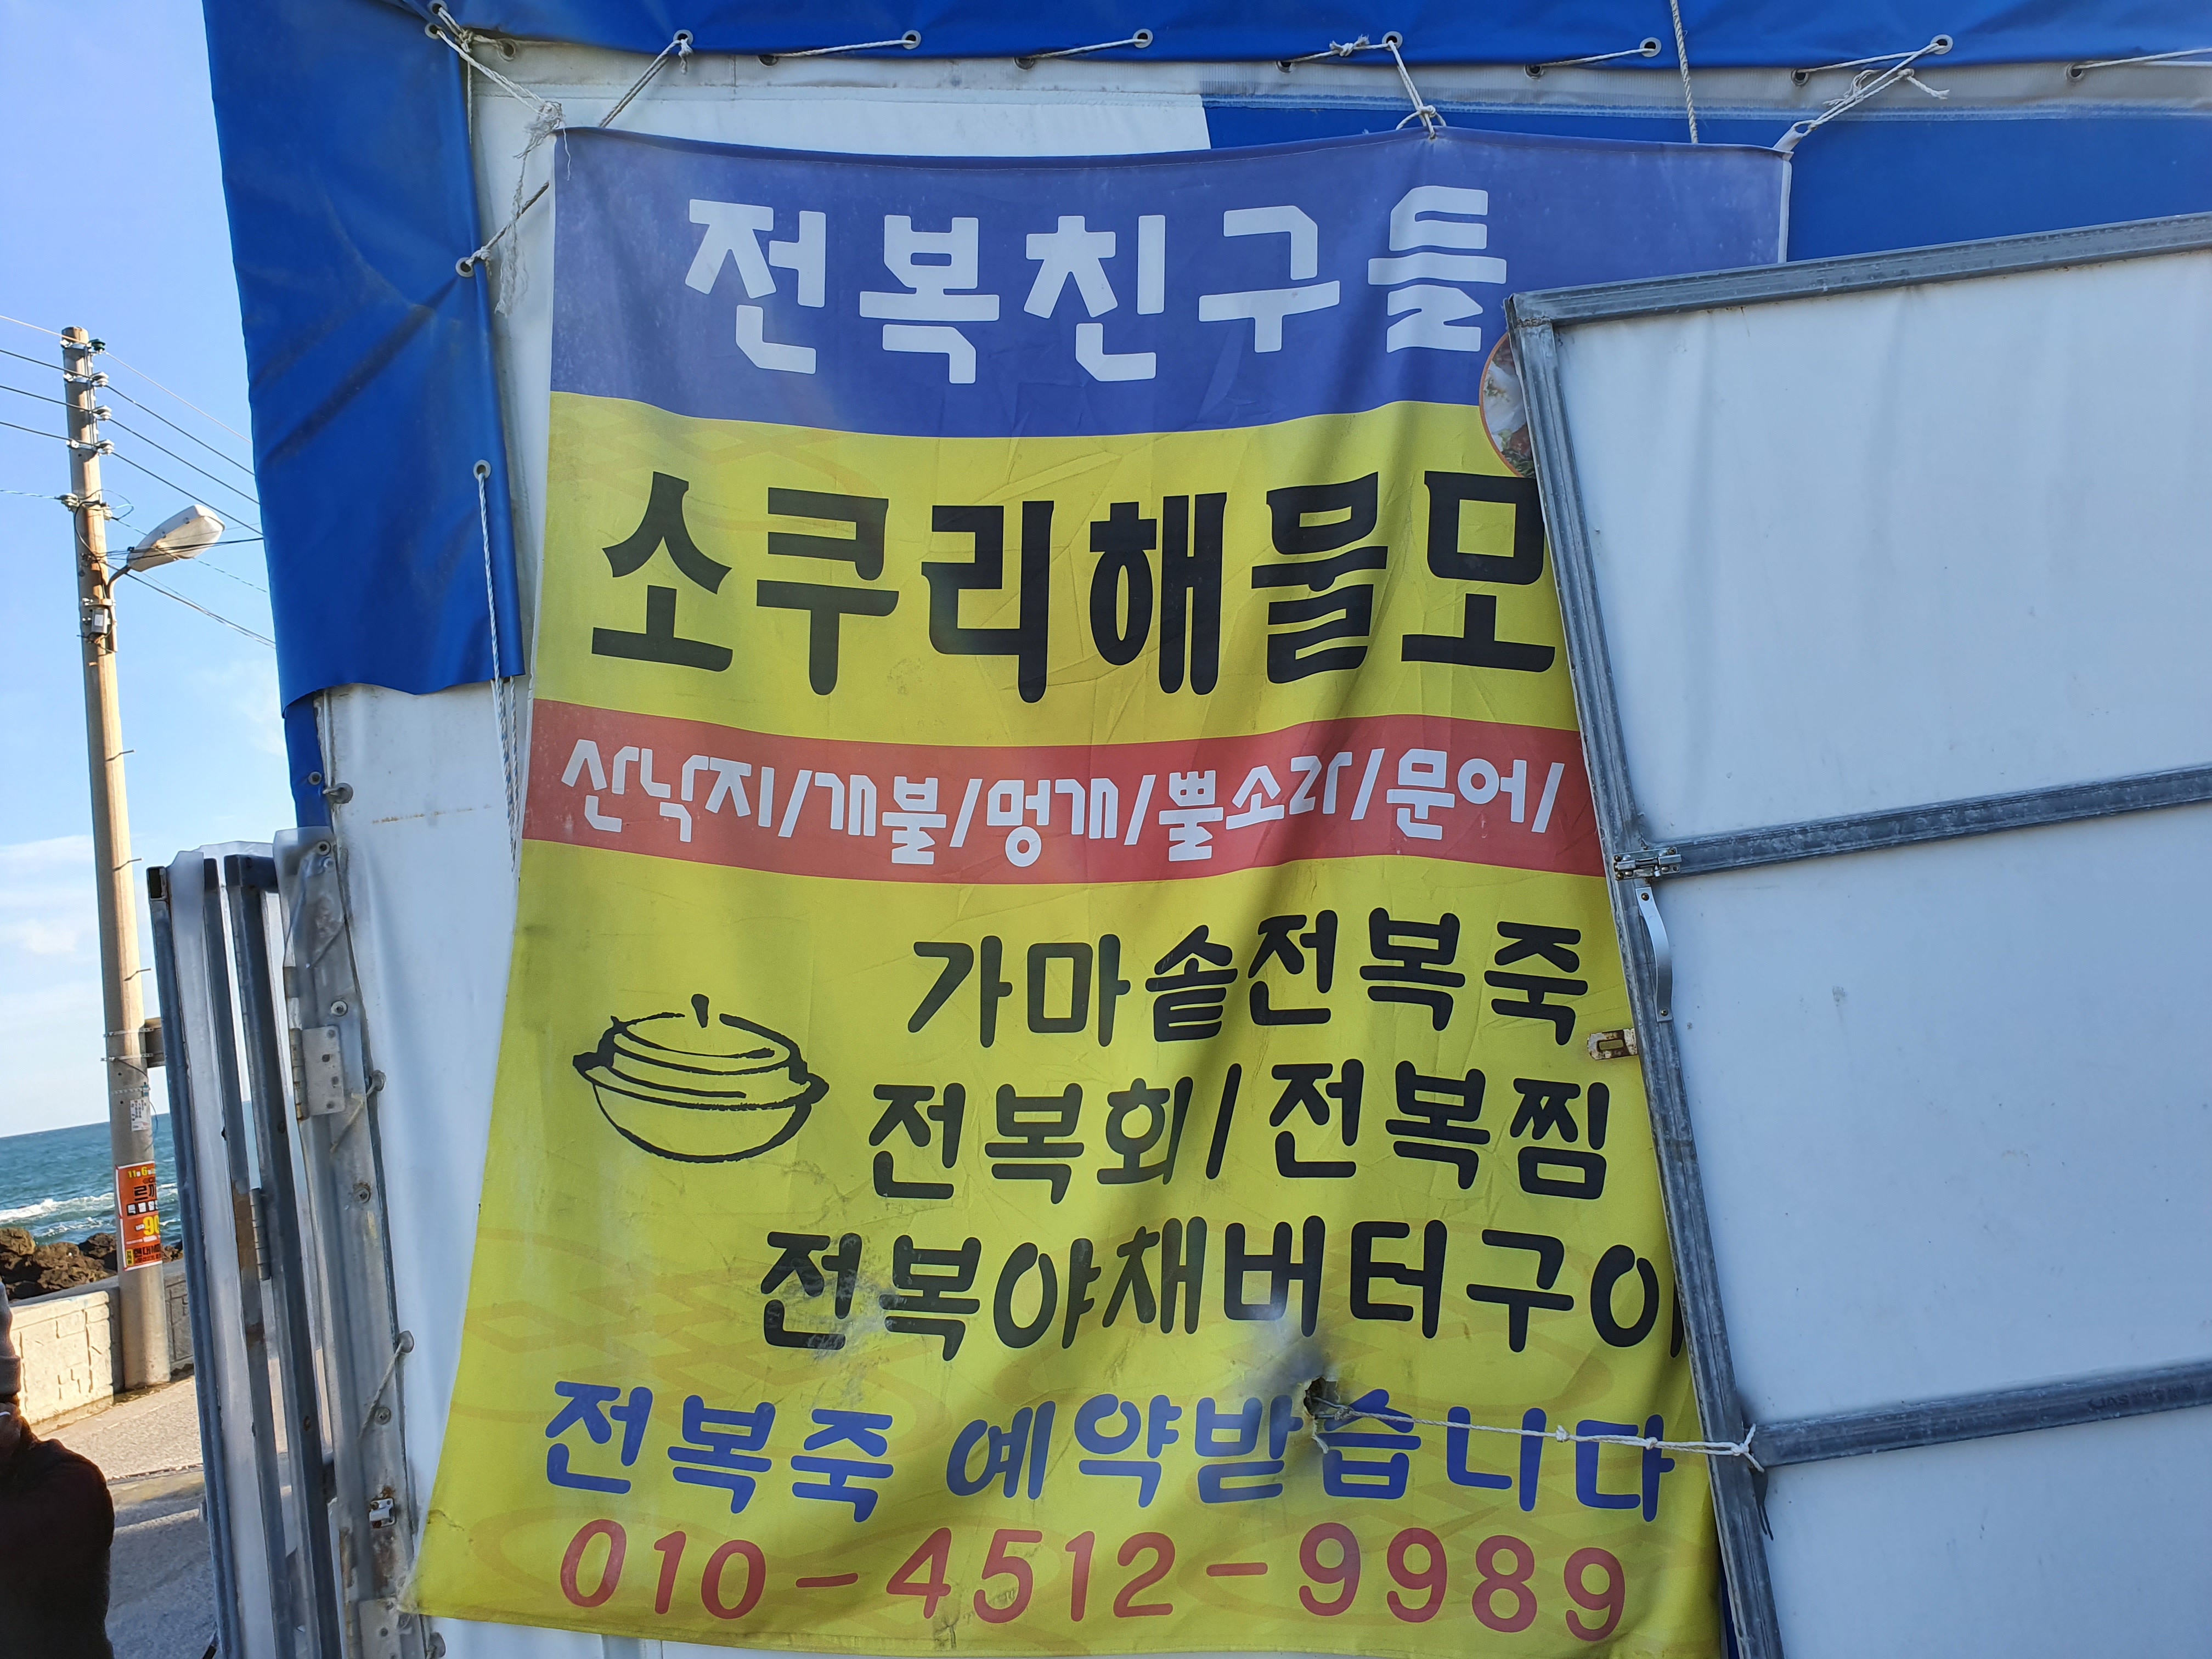 전복친구들
소쿠리해물모
산낙지/개불/멍개/뿔소라/문어/
가마솥전복죽
전복회/전복찜
전복야채버터구이
전복죽 예약받습니다
010-4512-9989